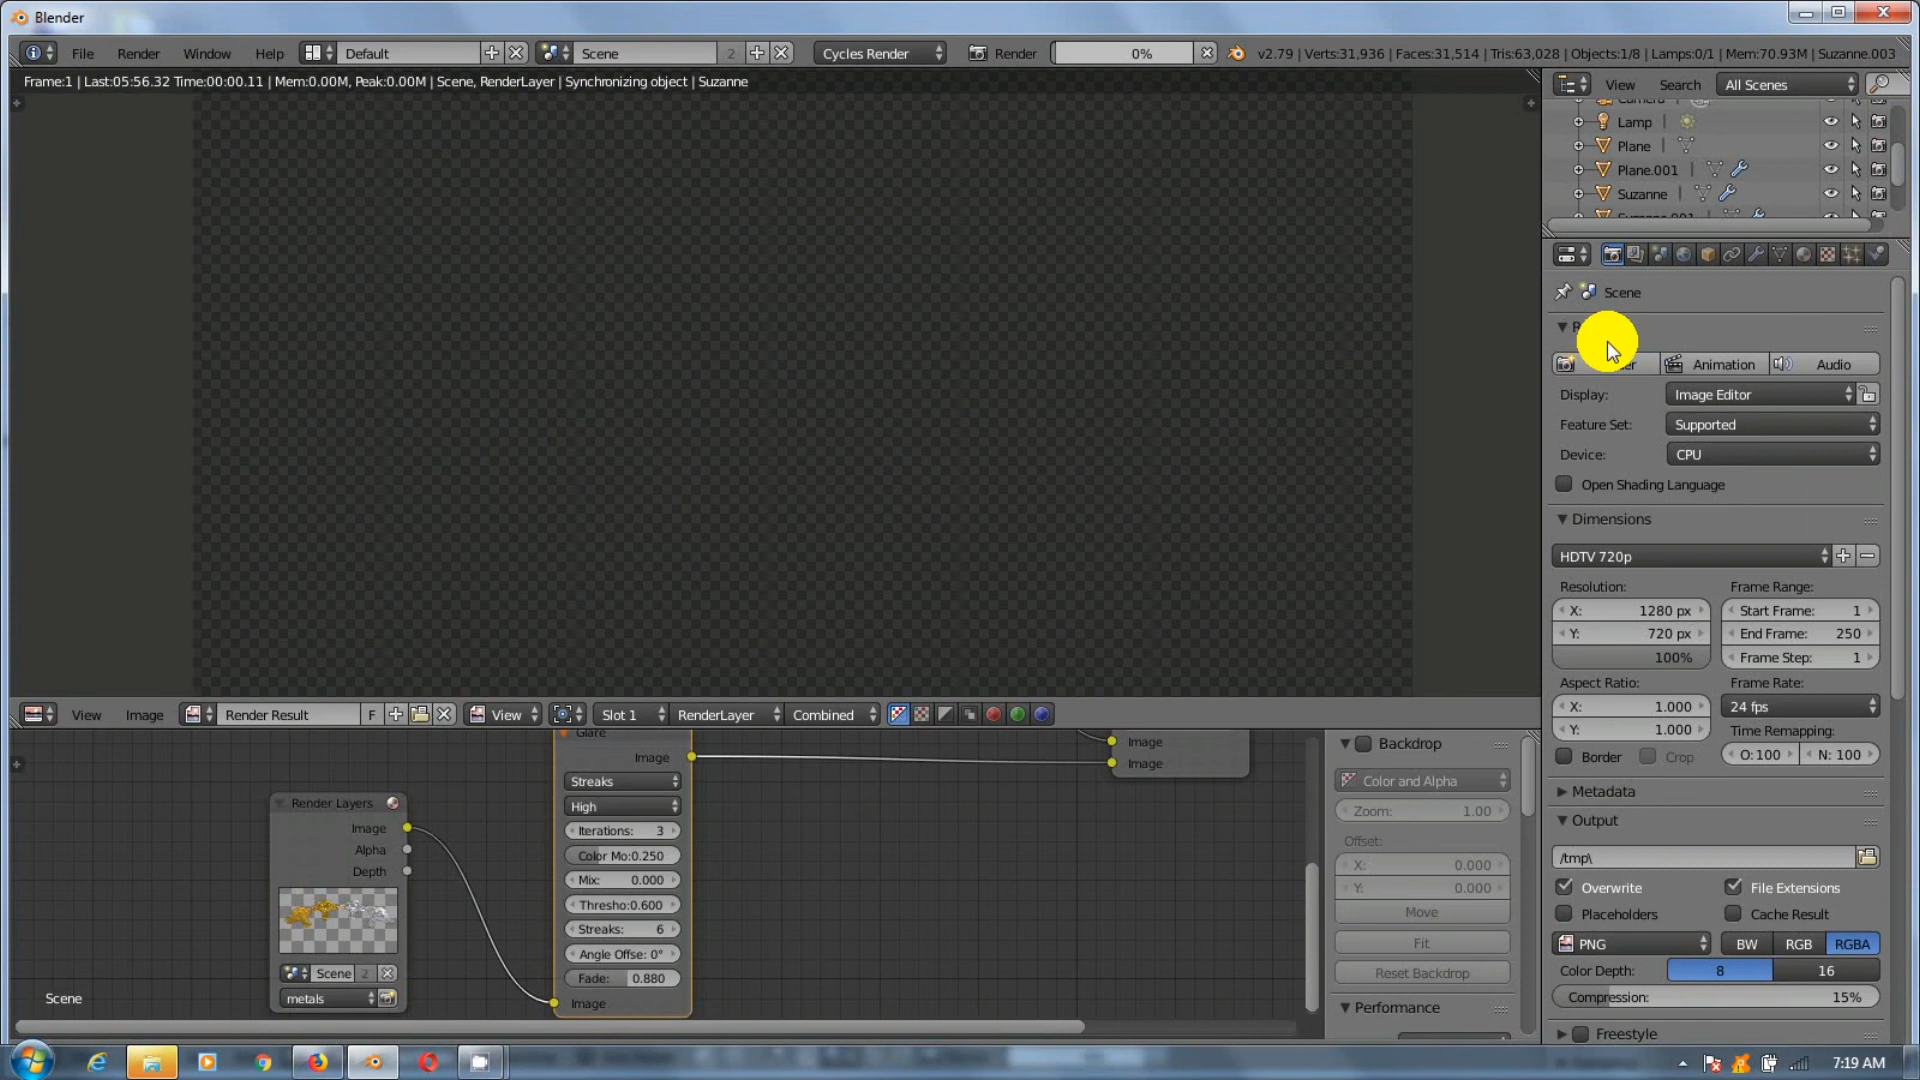 Blender
File Render Window Help Default Scene 2 Cycles Render Render 0% v2.79 | Verts:31,936 | Faces:31,514 | Tris:63,028 | Objects:1/8 | Lamps:0/1 | Mem:70.93M | Suzanne.003
Frame:1 | Last:05:56.32 Time:00:00.11 | Mem:0.00M, Peak:0.00M | Scene, RenderLayer | Synchronizing object | Suzanne
View Search All Scenes
Camera
Lamp
Plane
Plane.001
Suzanne
Suzanne.001
Scene
Animation Audio
Display: Image Editor
Feature Set: Supported
Device: CPU
Open Shading Language
Dimensions
HDTV 720p
Resolution: Frame Range:
X: 1280 px Start Frame: 1
Y: 720 px End Frame: 250
100% Frame Step: 1
Aspect Ratio: Frame Rate:
X: 1.000 24 fps
Y: 1.000 Time Remapping:
Border Crop O: 100 N: 100
Metadata
Output
/tmp\
Overwrite File Extensions
Placeholders Cache Result
PNG BW RGB RGBA
Color Depth: 8 16
Compression: 15%
Freestyle
View Image Render Result F View Slot 1 RenderLayer Combined
Glare
Image
Streaks
High
Iterations: 3
Color Mo:0.250
Mix: 0.000
Thresho:0.600
Streaks: 6
Angle Offse: 0°
Fade: 0.880
Image
Render Layers
Image
Alpha
Depth
Scene 2
metals
Scene
Image
Image
Backdrop
Color and Alpha
Zoom: 1.00
Offset:
X: 0.000
Y: 0.000
Move
Fit
Reset Backdrop
Performance
7:19 AM